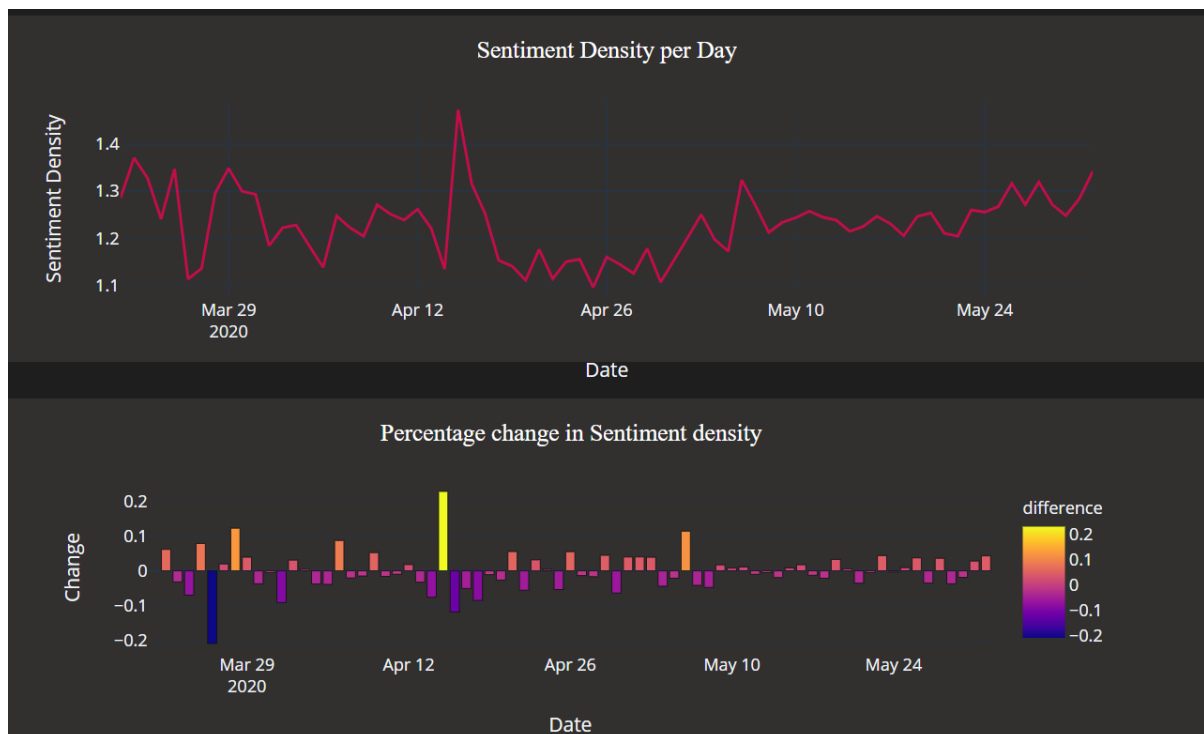 Sentiment Density per Day
Sentiment Density
1.4
1.3
1.2
1.1
Mar 29
2020
Apr 12
Apr 26
May 10
May 24
Date
Percentage change in Sentiment density
Change
0.2
0.1
0
−0.1
−0.2
Mar 29
2020
Apr 12
Apr 26
May 10
May 24
Date
difference
0.2
0.1
0
−0.1
−0.2